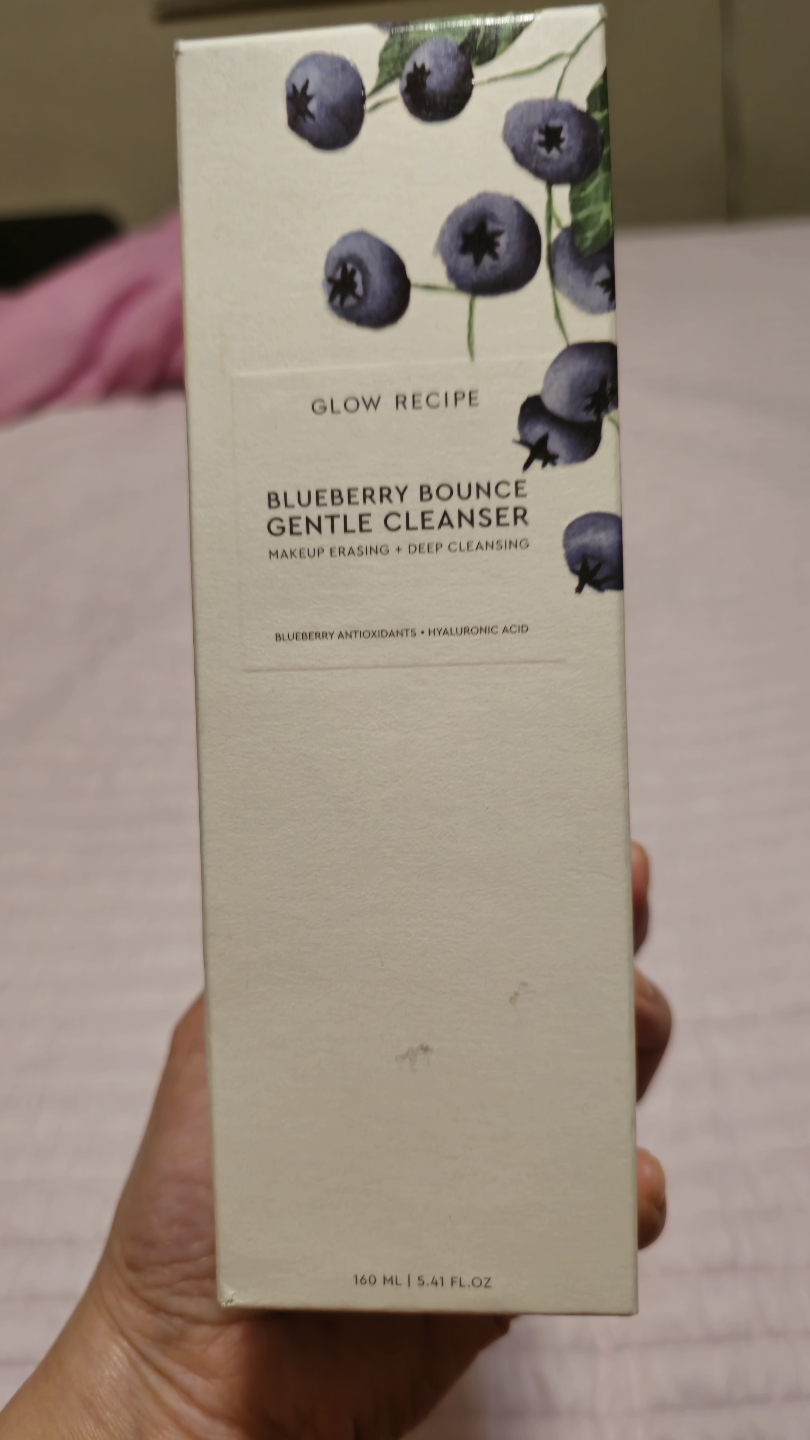 GLOW RECIPE
BLUEBERRY BOUNCE
GENTLE CLEANSER
MAKEUP ERASING + DEEP CLEANSING
BLUEBERRY ANTIOXIDANTS • HYALURONIC ACID
160 ML | 5.41 FL.OZ